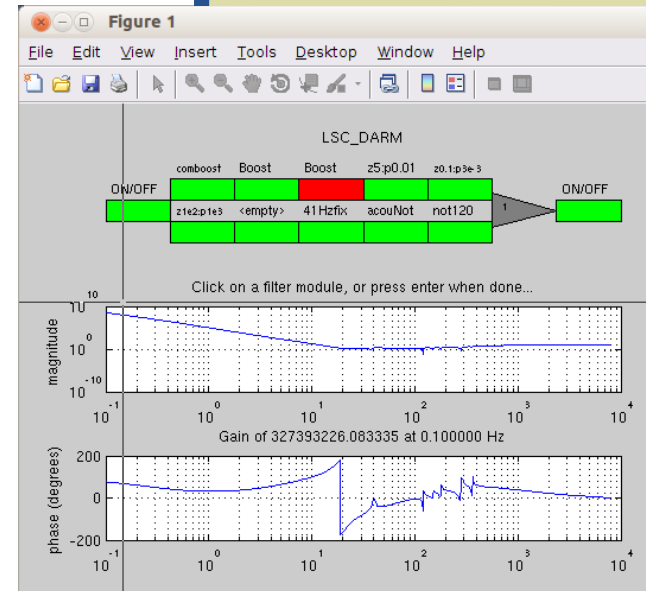 Figure 1
File Edit View Insert Tools Desktop Window Help
LSC_DARM
comboost Boost Boost z5:p0.01 z0.1:p3e-3
ON/OFF ON/OFF
z1e2:p1e3 <empty> 41Hzfix acouNot not120 1
Click on a filter module, or press enter when done...
magnitude
10^10
10^0
10^-10
10^-1 10^0 10^1 10^2 10^3 10^4
Gain of 327393226.083335 at 0.100000 Hz
phase (degrees)
200
0
-200
10^-1 10^0 10^1 10^2 10^3 10^4